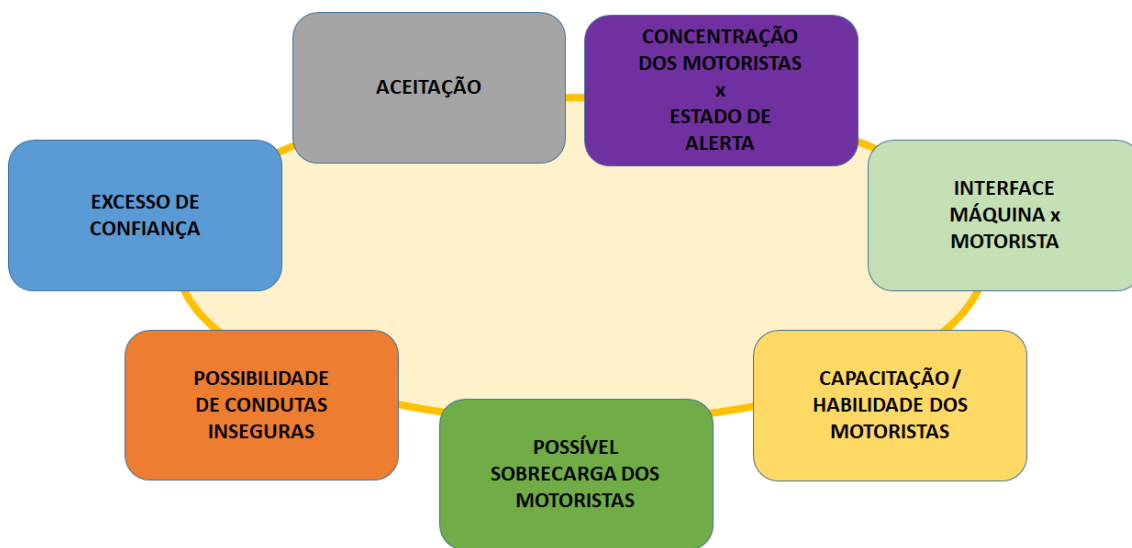 ACEITAÇÃO
CONCENTRAÇÃO
DOS MOTORISTAS
x
ESTADO DE
ALERTA
EXCESSO DE
CONFIANÇA
INTERFACE
MÁQUINA x
MOTORISTA
POSSIBILIDADE
DE CONDUTAS
INSEGURAS
CAPACITAÇÃO /
HABILIDADE DOS
MOTORISTAS
POSSÍVEL
SOBRECARGA DOS
MOTORISTAS